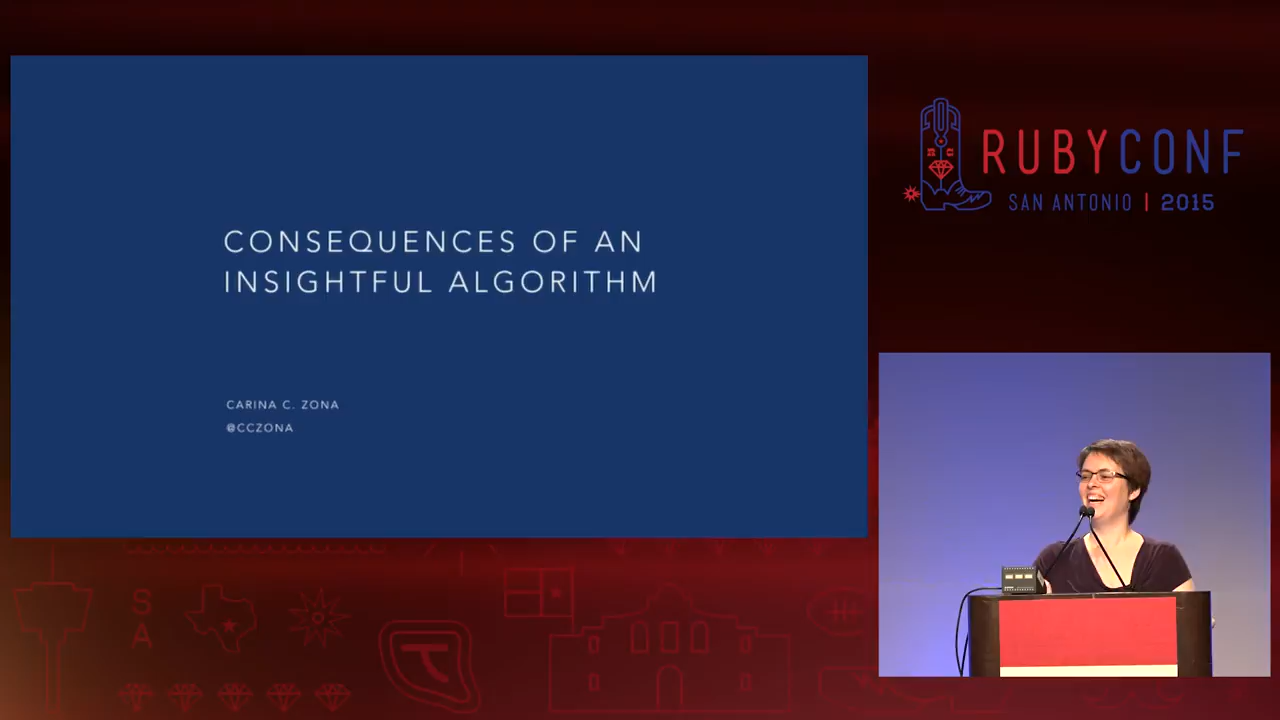 CONSEQUENCES OF AN
INSIGHTFUL ALGORITHM
CARINA C. ZONA
@CCZONA
RUBYCONF
SAN ANTONIO | 2015
S
A